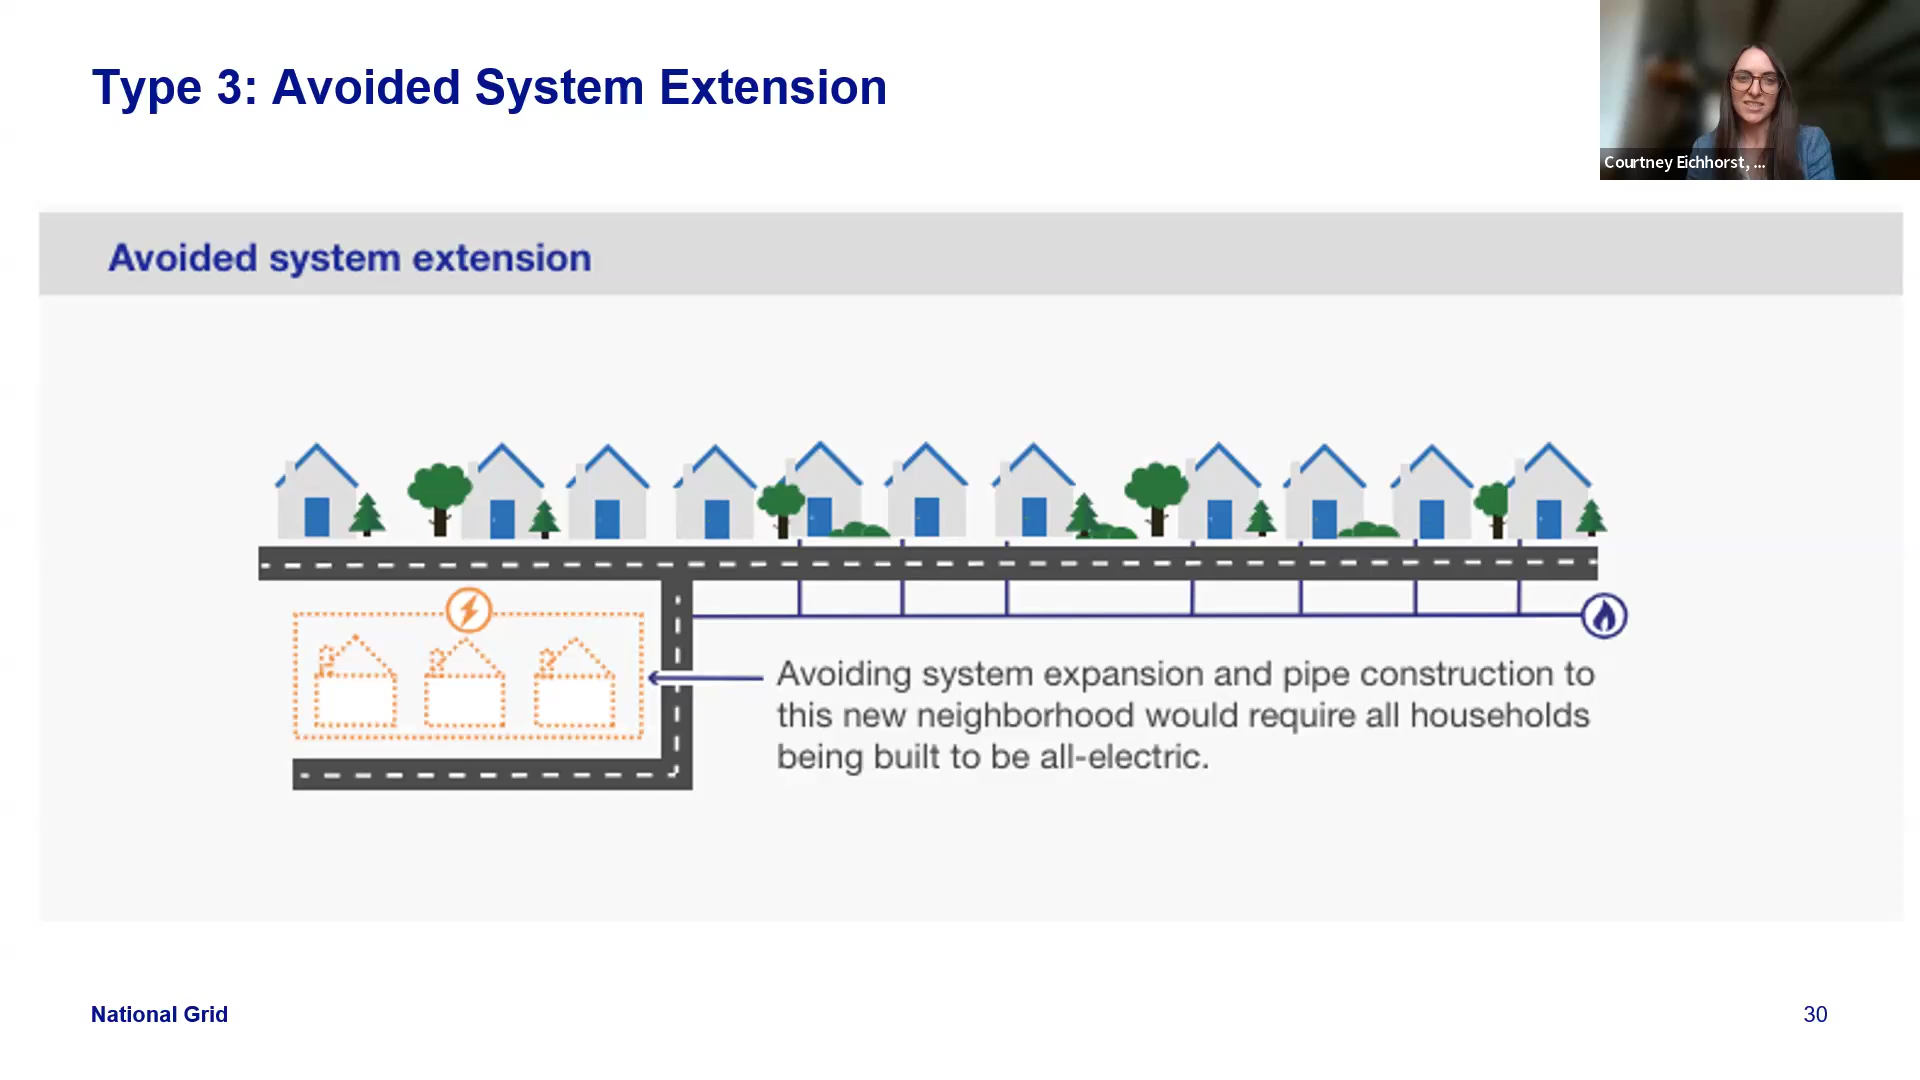 Type 3: Avoided System Extension
Courtney Eichhorst, ...
Avoided system extension
Avoiding system expansion and pipe construction to
this new neighborhood would require all households
being built to be all-electric.
National Grid
30